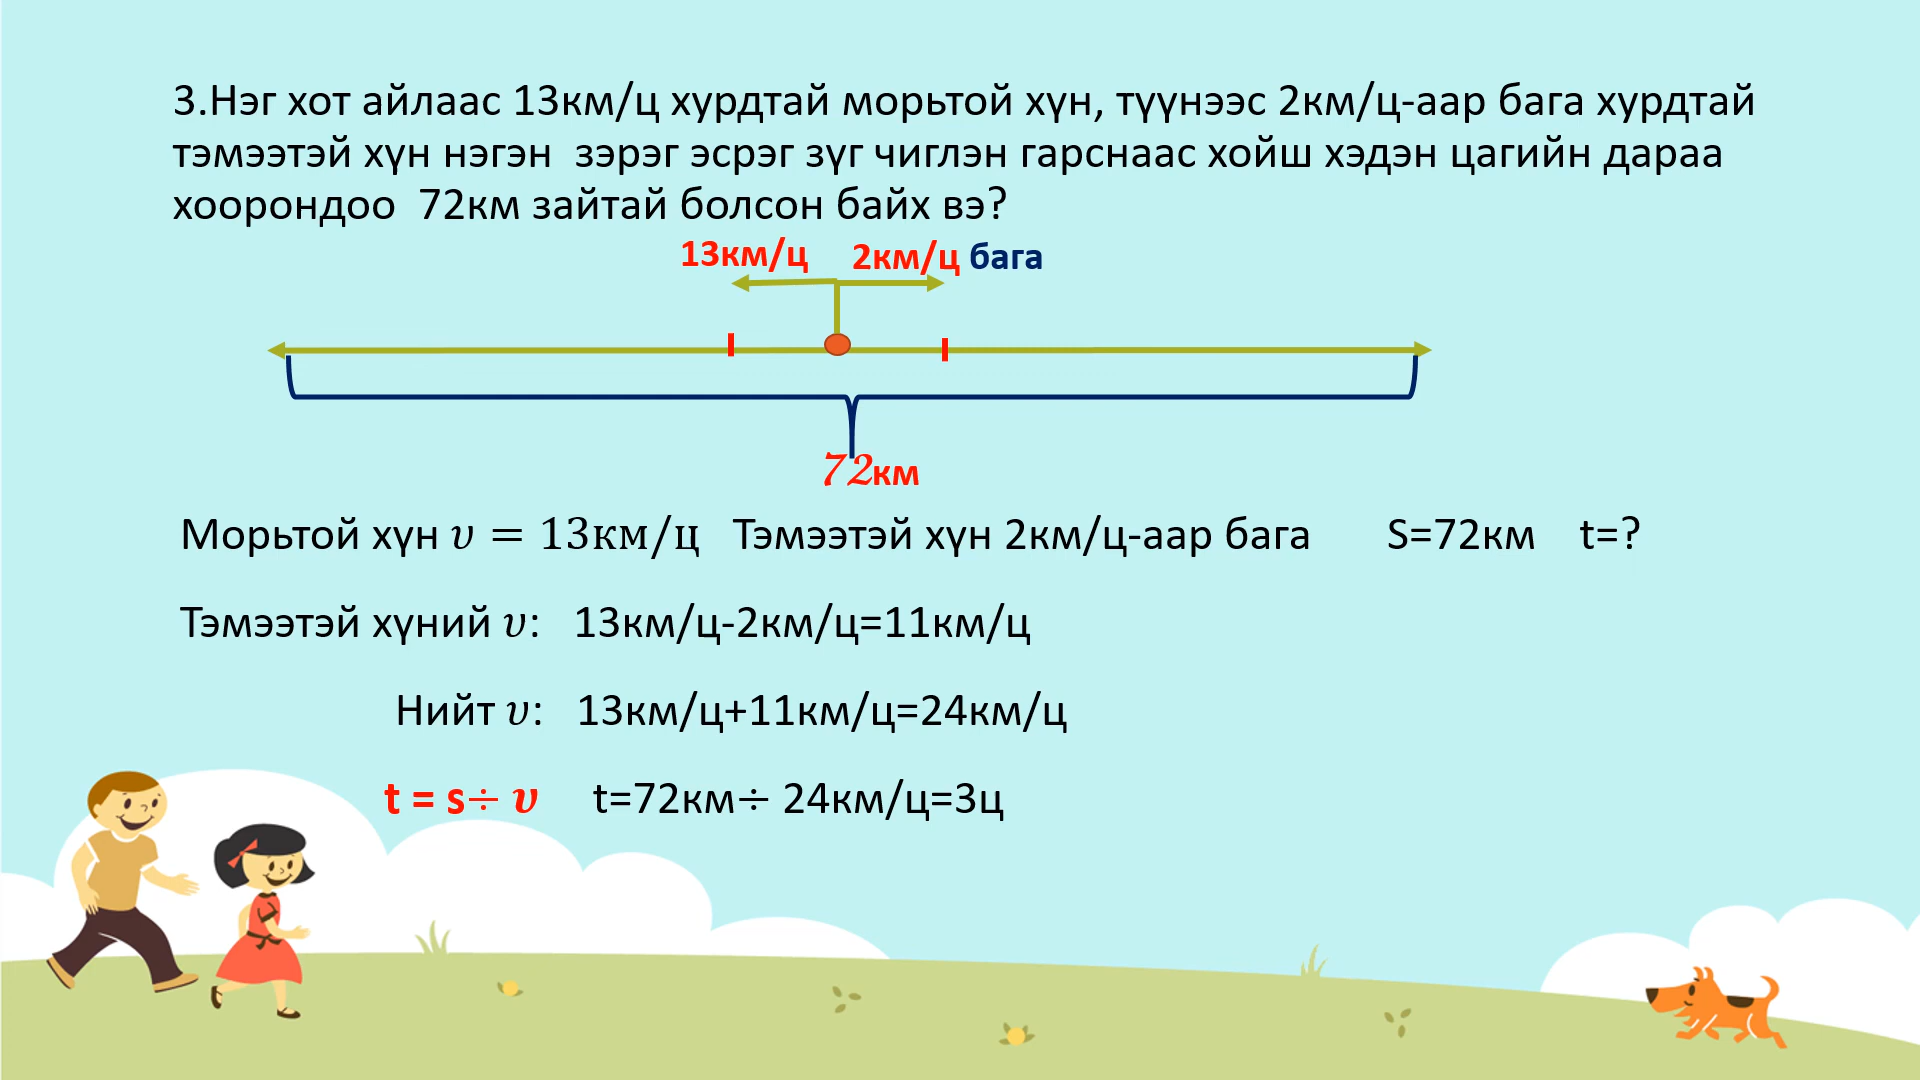 3.Нэг хот айлаас 13км/ц хурдтай морьтой хүн, түүнээс 2км/ц-аар бага хурдтай
тэмээтэй хүн нэгэн зэрэг эсрэг зүг чиглэн гарснаас хойш хэдэн цагийн дараа
хоорондоо 72км зайтай болсон байх вэ?
13км/ц 2км/ц бага
72км
Морьтой хүн 𝜐 = 13км/ц Тэмээтэй хүн 2км/ц-аар бага S=72км t=?
Тэмээтэй хүний 𝜐: 13км/ц-2км/ц=11км/ц
Нийт 𝜐: 13км/ц+11км/ц=24км/ц
t = s÷ 𝝊 t=72км÷ 24км/ц=3ц